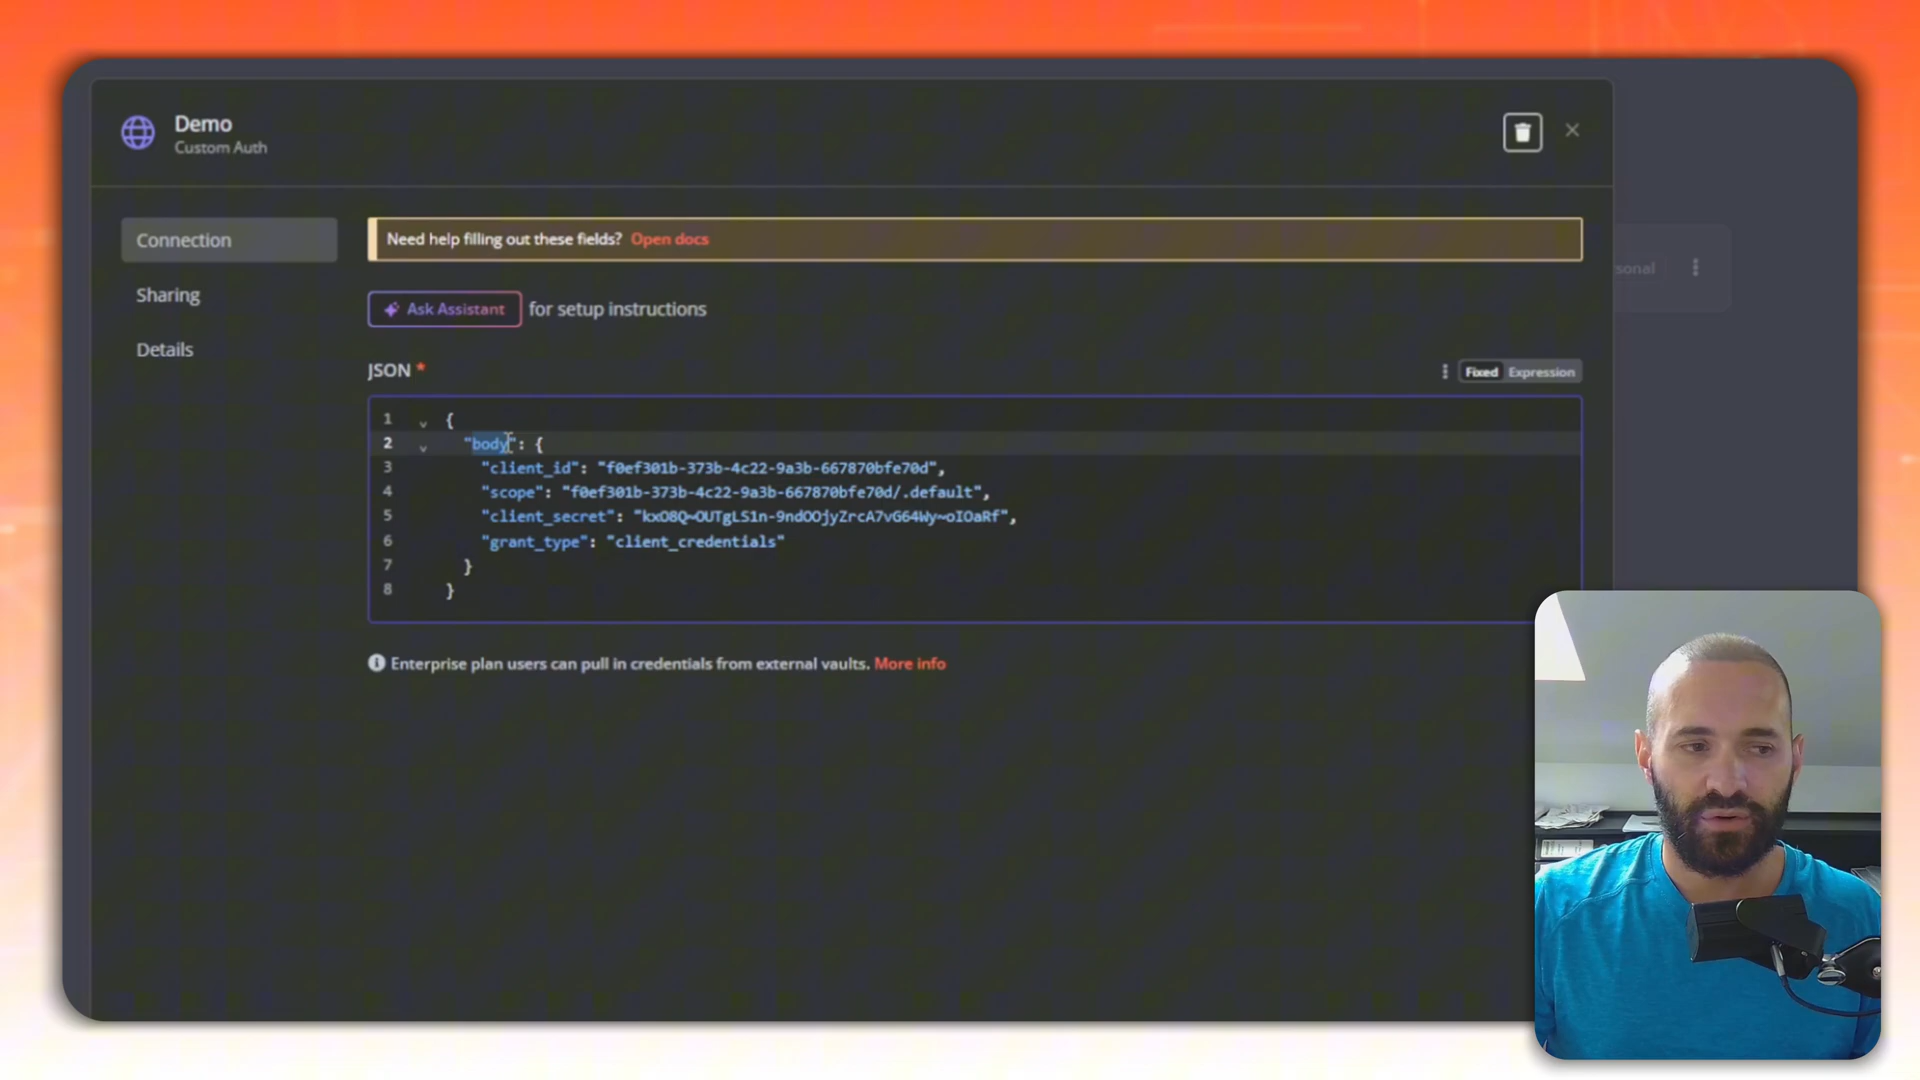 Demo
Custom Auth
Connection
Sharing
Details
Need help filling out these fields? Open docs
Ask Assistant for setup instructions
JSON *
Fixed Expression
sonal
1 {
2 "body": {
3 "client_id": "f0ef301b-373b-4c22-9a3b-667870bfe70d",
4 "scope": "f0ef301b-373b-4c22-9a3b-667870bfe70d/.default",
5 "client_secret": "kxO8Q~OUTgLS1n-9ndOOjyZrcA7vG64Wy~oIOaRf",
6 "grant_type": "client_credentials"
7 }
8 }
Enterprise plan users can pull in credentials from external vaults. More info